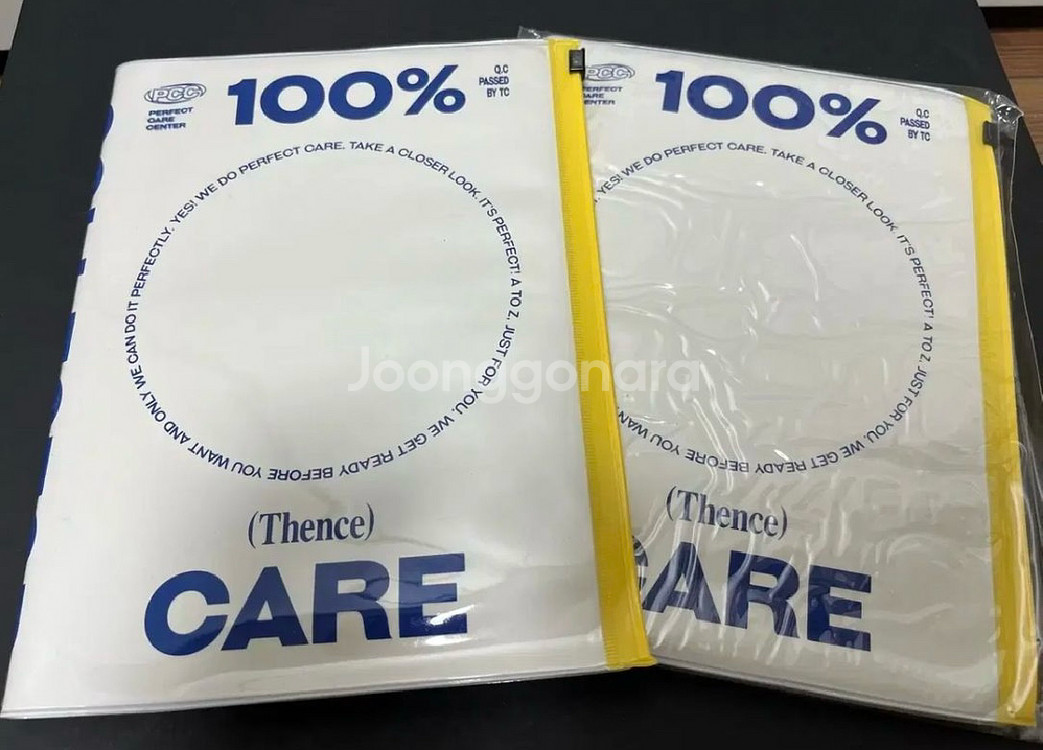 PCC
PERFECT
CARE
CENTER
100%
Q.C
PASSED
BY TC
YES! WE DO PERFECT CARE. TAKE A CLOSER LOOK. IT'S PERFECT! A TO Z. JUST FOR YOU. WE GET READY BEFORE YOU WANT AND ONLY WE CAN DO IT PERFECTLY.
(Thence)
CARE
PCC
PERFECT
CARE
CENTER
100%
Q.C
PASSED
BY TC
YES! WE DO PERFECT CARE. TAKE A CLOSER LOOK. IT'S PERFECT! A TO Z. JUST FOR YOU. WE GET READY BEFORE YOU WANT
(Thence)
CARE
Joonggonara